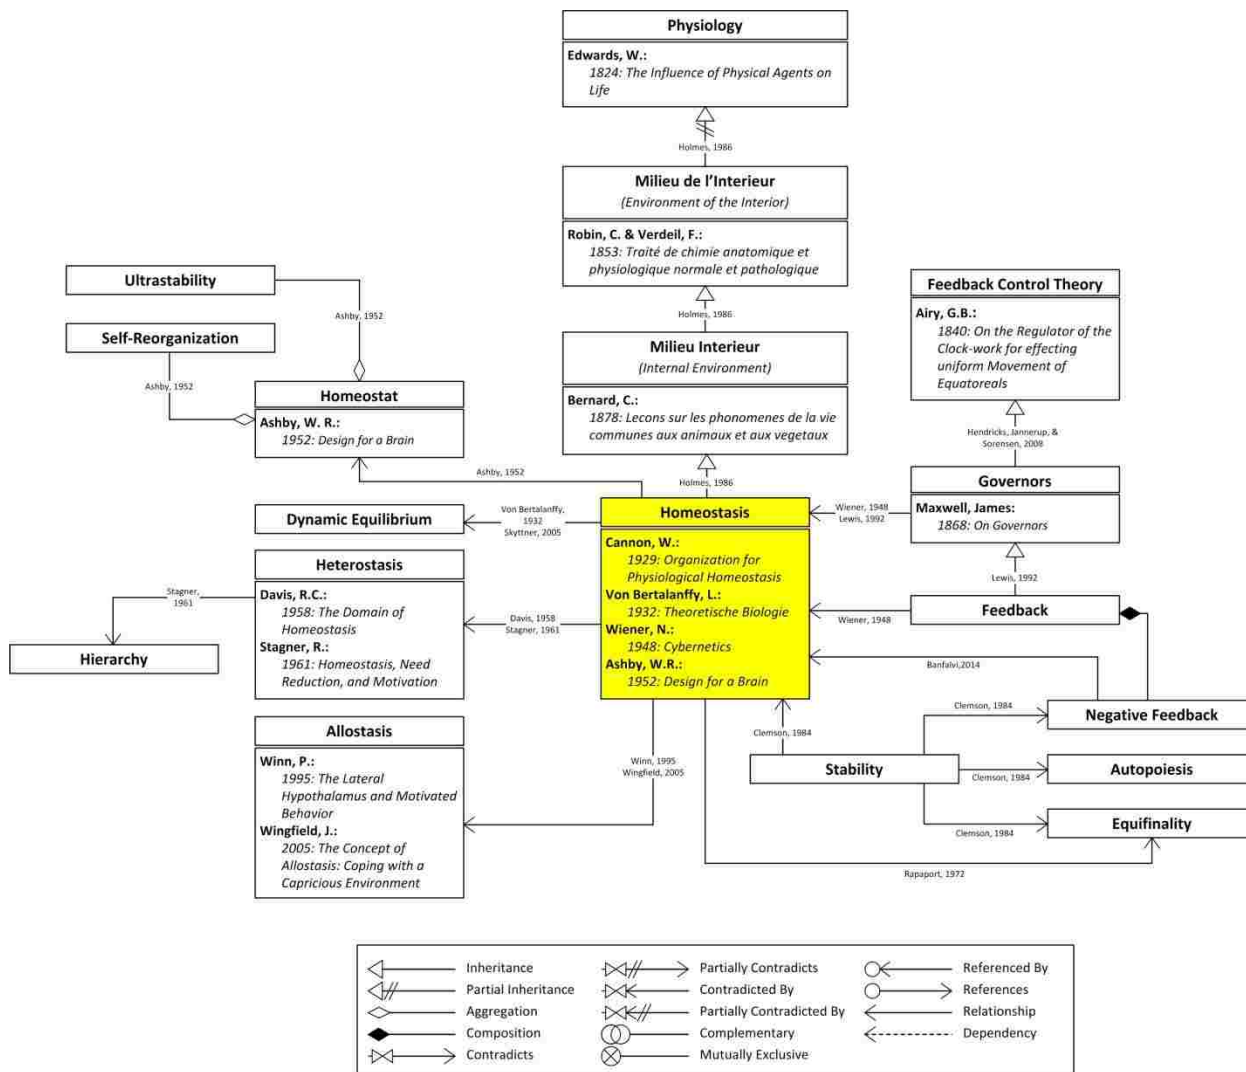 Physiology
Edwards, W.:
1824: The Influence of Physical Agents on
Life
Holmes, 1986
Milieu de l'Interieur
(Environment of the Interior)
Robin, C. & Verdeil, F.:
1853: Traité de chimie anatomique et
physiologique normale et pathologique
Holmes, 1986
Milieu Interieur
(Internal Environment)
Bernard, C.:
1878: Lecons sur les phonomenes de la vie
communes aux animaux et aux vegetaux
Holmes, 1986
Ultrastability
Ashby, 1952
Self-Reorganization
Ashby, 1952
Homeostat
Ashby, W. R.:
1952: Design for a Brain
Ashby, 1952
Feedback Control Theory
Airy, G.B.:
1840: On the Regulator of the
Clock-work for effecting
uniform Movement of
Equatoreals
Hendricks, Jannerup, &
Sorensen, 2008
Governors
Maxwell, James:
1868: On Governors
Wiener, 1948
Lewis, 1992
Lewis, 1992
Feedback
Wiener, 1948
Banfalvi,2014
Homeostasis
Cannon, W.:
1929: Organization for
Physiological Homeostasis
Von Bertalanffy, L.:
1932: Theoretische Biologie
Wiener, N.:
1948: Cybernetics
Ashby, W.R.:
1952: Design for a Brain
Dynamic Equilibrium
Von Bertalanffy,
1932
Skyttner, 2005
Heterostasis
Davis, R.C.:
1958: The Domain of
Homeostasis
Stagner, R.:
1961: Homeostasis, Need
Reduction, and Motivation
Davis, 1958
Stagner, 1961
Stagner,
1961
Hierarchy
Allostasis
Winn, P.:
1995: The Lateral
Hypothalamus and Motivated
Behavior
Wingfield, J.:
2005: The Concept of
Allostasis: Coping with a
Capricious Environment
Winn, 1995
Wingfield, 2005
Clemson, 1984
Stability
Clemson, 1984
Negative Feedback
Clemson, 1984
Autopoiesis
Clemson, 1984
Equifinality
Rapaport, 1972
Inheritance
Partial Inheritance
Aggregation
Composition
Contradicts
Partially Contradicts
Contradicted By
Partially Contradicted By
Complementary
Mutually Exclusive
Referenced By
References
Relationship
Dependency